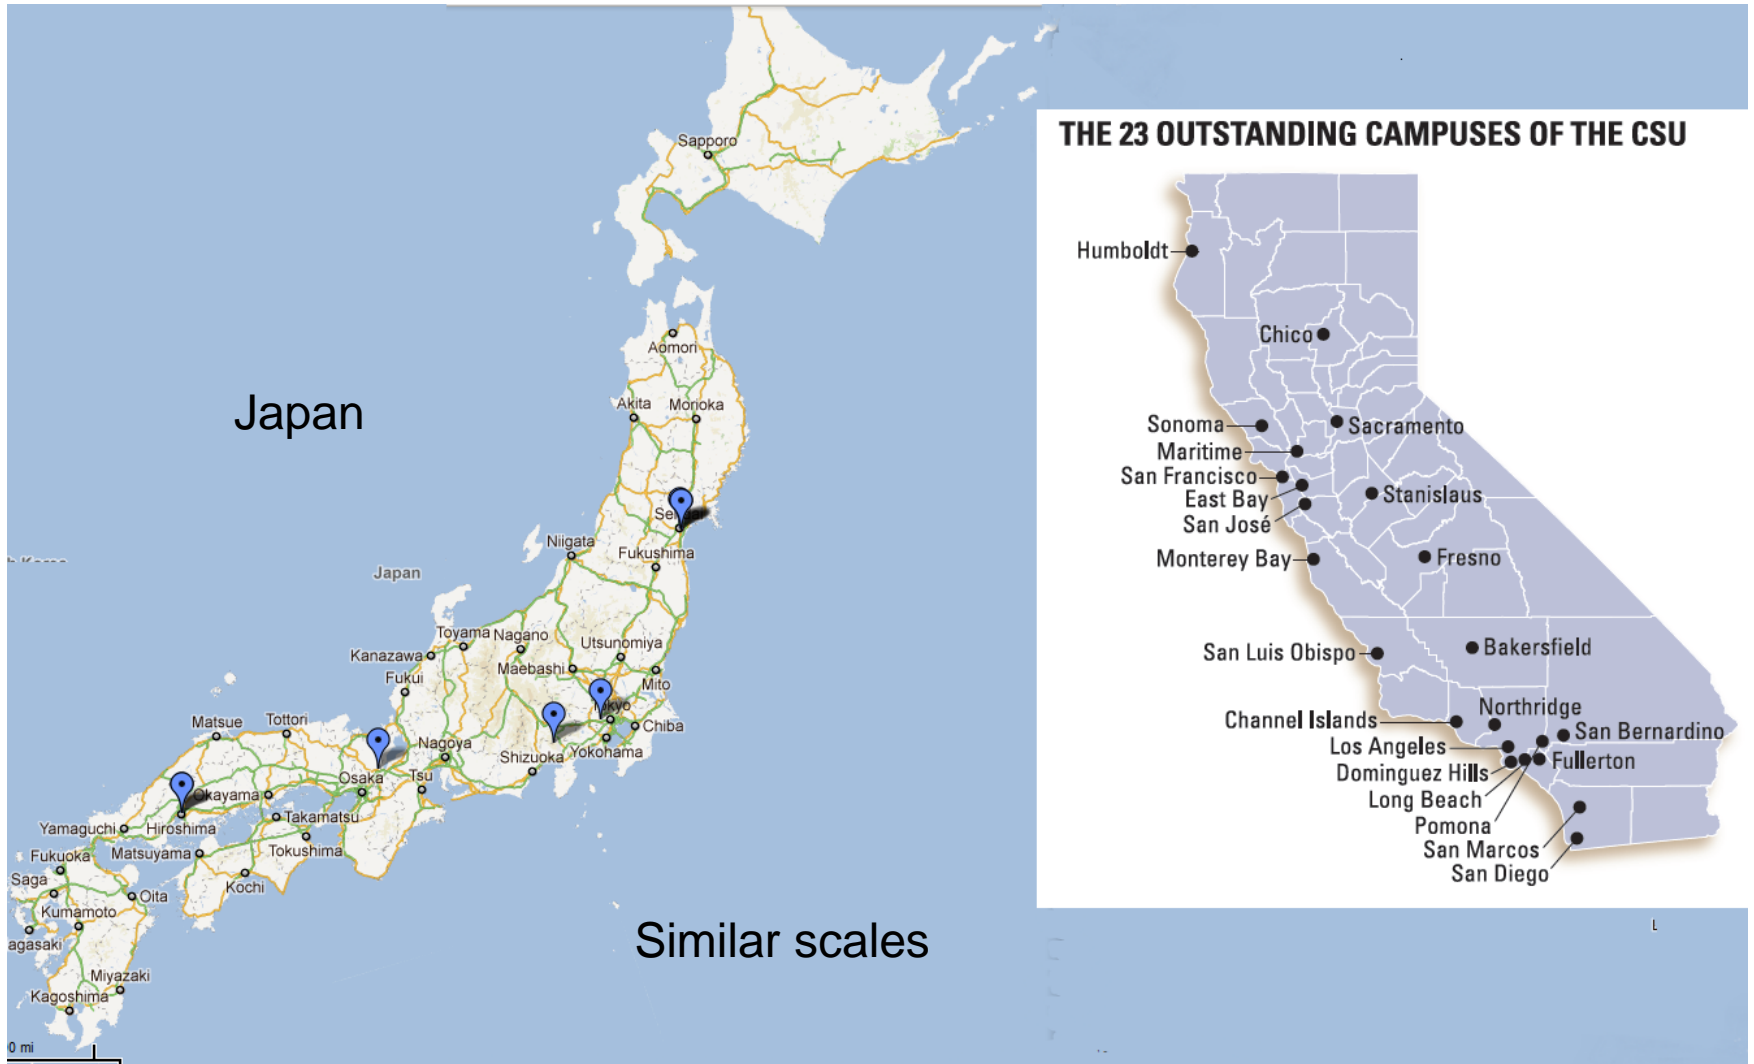 Sapporo
Aomori
Akita
Morioka
Japan
Niigata
Fukushima
Japan
Toyama
Nagano
Utsunomiya
Kanazawa
Maebashi
Fukui
Mito
Matsue
Tottori
Chiba
Nagoya
Yokohama
Shizuoka
Osaka
Tsu
Okayama
Takamatsu
Yamaguchi
Hiroshima
Matsuyama
Tokushima
Fukuoka
Saga
Kochi
Oita
Kumamoto
agasaki
Similar scales
Miyazaki
Kagoshima
0 mi
THE 23 OUTSTANDING CAMPUSES OF THE CSU
Humboldt
Chico
Sonoma
Sacramento
Maritime
San Francisco
East Bay
Stanislaus
San José
Monterey Bay
Fresno
San Luis Obispo
Bakersfield
Northridge
Channel Islands
San Bernardino
Los Angeles
Fullerton
Dominguez Hills
Long Beach
Pomona
San Marcos
San Diego
L